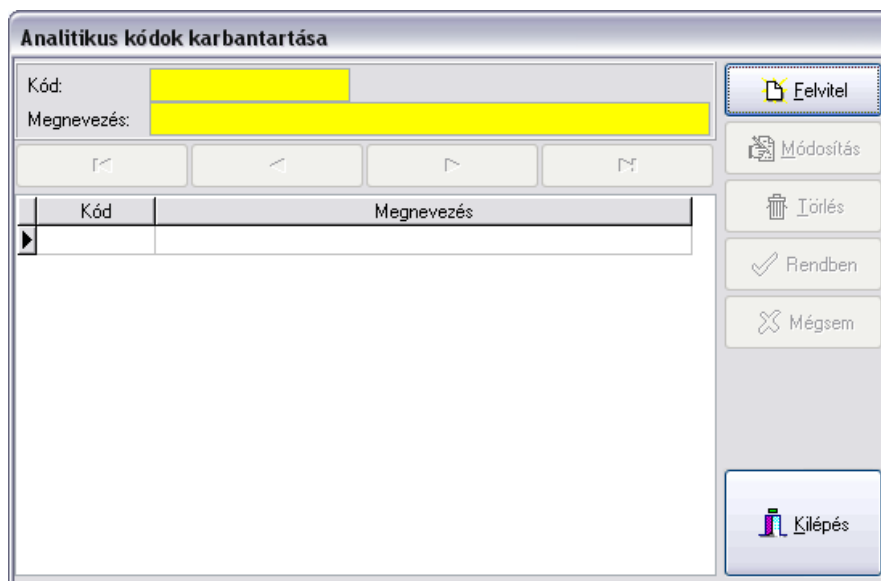 Analitikus kódok karbantartása
Kód:
Megnevezés:
Kód Megnevezés
Felvitel
Módosítás
Törlés
Rendben
Mégsem
Kilépés